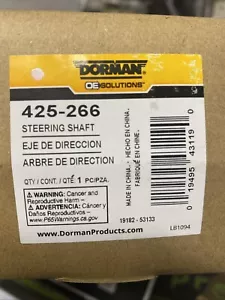 DORMAN
OE SOLUTIONS
425-266
STEERING SHAFT
EJE DE DIRECCION
ARBRE DE DIRECTION
QTY / CONT. / QTÉ 1 PC/PZA.
MADE IN CHINA. • HECHO EN CHINA.
FABRIQUÉ EN CHINA.
0 19495 43119 0
WARNING: Cancer and
Reproductive Harm –
ADVERTENCIA: Cáncer y
Daños Reproductivos –
www.P65Warnings.ca.gov
19182 - 53133
www.DormanProducts.com
LB1094